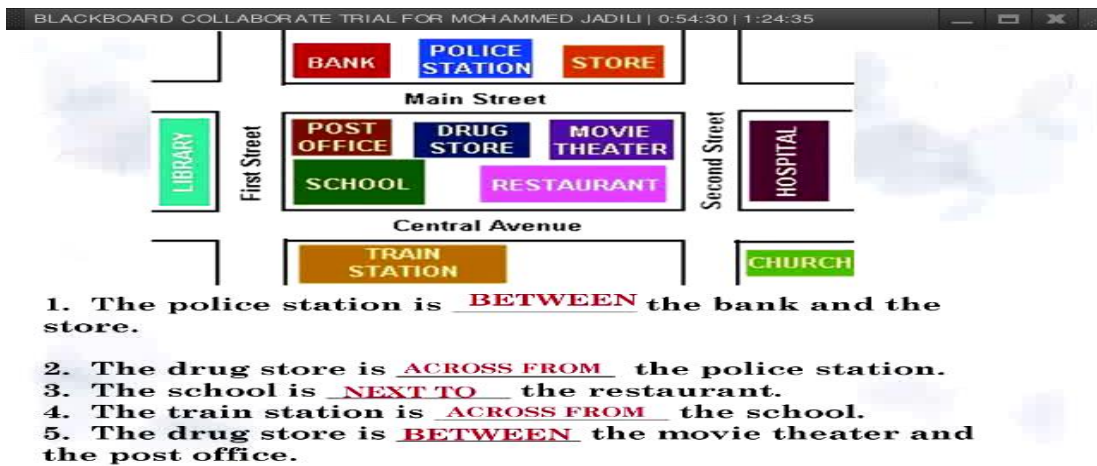 BLACKBOARD COLLABORATE TRIAL FOR MOHAMMED JADILI | 0:54:30 | 1:24:35
BANK
POLICE
STATION
STORE
Main Street
LIBRARY
First Street
POST
OFFICE
DRUG
STORE
MOVIE
THEATER
Second Street
HOSPITAL
SCHOOL
RESTAURANT
Central Avenue
TRAIN
STATION
CHURCH
1. The police station is BETWEEN the bank and the
store.
2. The drug store is ACROSS FROM the police station.
3. The school is NEXT TO the restaurant.
4. The train station is ACROSS FROM the school.
5. The drug store is BETWEEN the movie theater and
the post office.